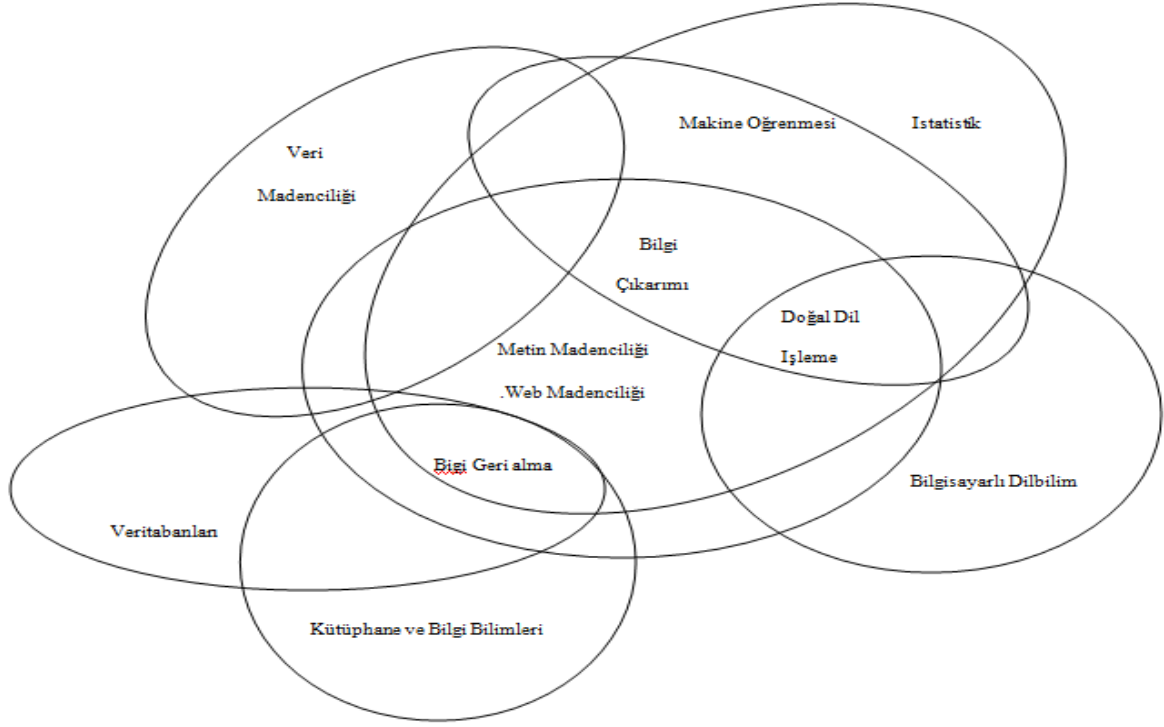 Makine Oğrenmesi
Istatistik
Veri
Madenciliği
Bilgi
Çıkarımı
Doğal Dil
Işleme
Metin Madenciliği
.Web Madenciliği
Bigi Geri alma
Bilgisayarlı Dilbilim
Veritabanları
Kütüphane ve Bilgi Bilimleri